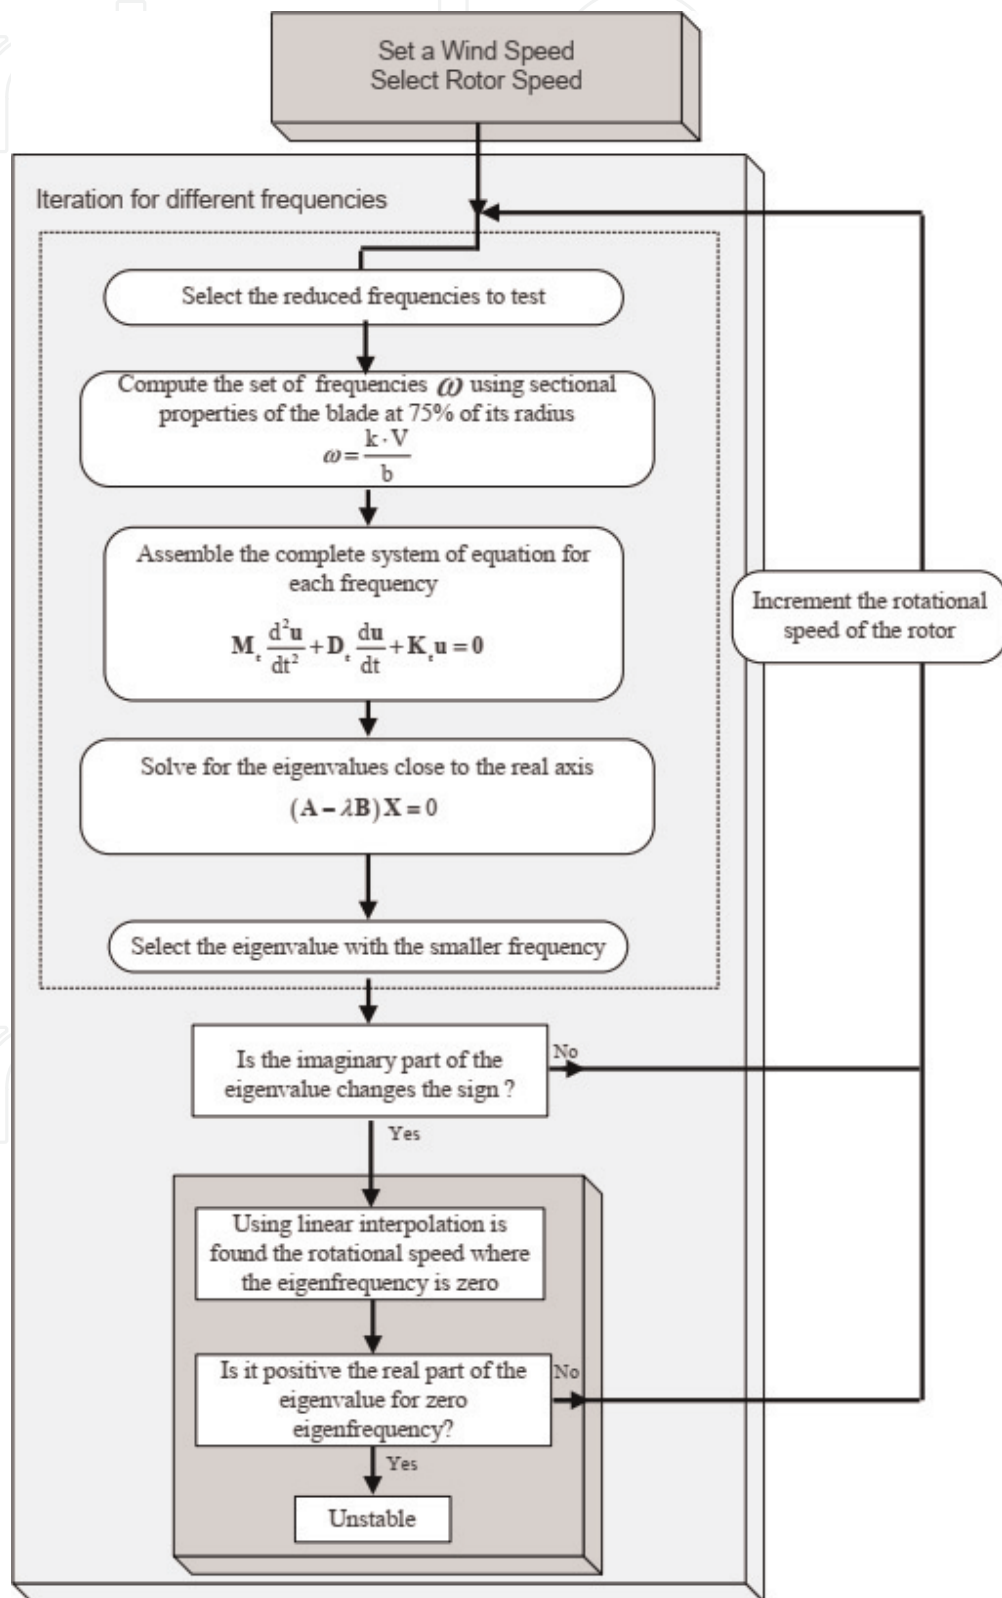 Set a Wind Speed
Select Rotor Speed
Iteration for different frequencies
Select the reduced frequencies to test
Compute the set of frequencies ω using sectional
properties of the blade at 75% of its radius
ω = k · V / b
Assemble the complete system of equation for
each frequency
M_t d²u/dt² + D_t du/dt + K_t u = 0
Increment the rotational
speed of the rotor
Solve for the eigenvalues close to the real axis
(A − λB)X = 0
Select the eigenvalue with the smaller frequency
Is the imaginary part of the
eigenvalue changes the sign ?
No
Yes
Using linear interpolation is
found the rotational speed where
the eigenfrequency is zero
Is it positive the real part of the
eigenvalue for zero
eigenfrequency?
No
Yes
Unstable